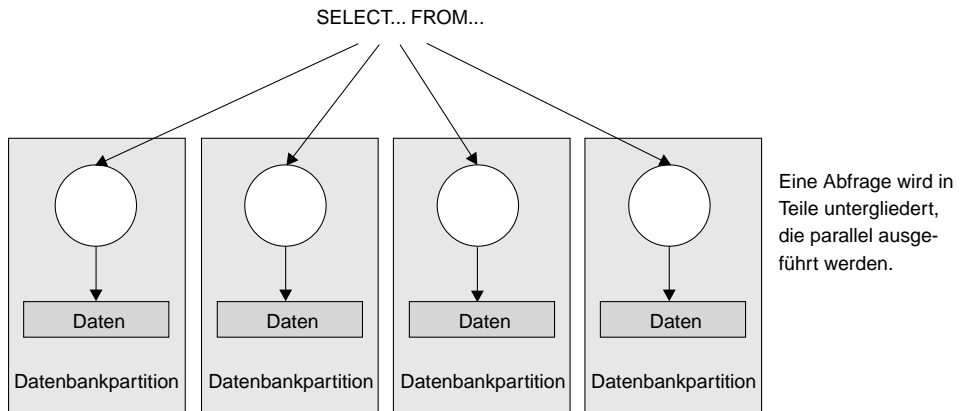 SELECT... FROM...
Eine Abfrage wird in
Teile untergliedert,
die parallel ausge-
führt werden.
Daten
Daten
Daten
Daten
Datenbankpartition
Datenbankpartition
Datenbankpartition
Datenbankpartition